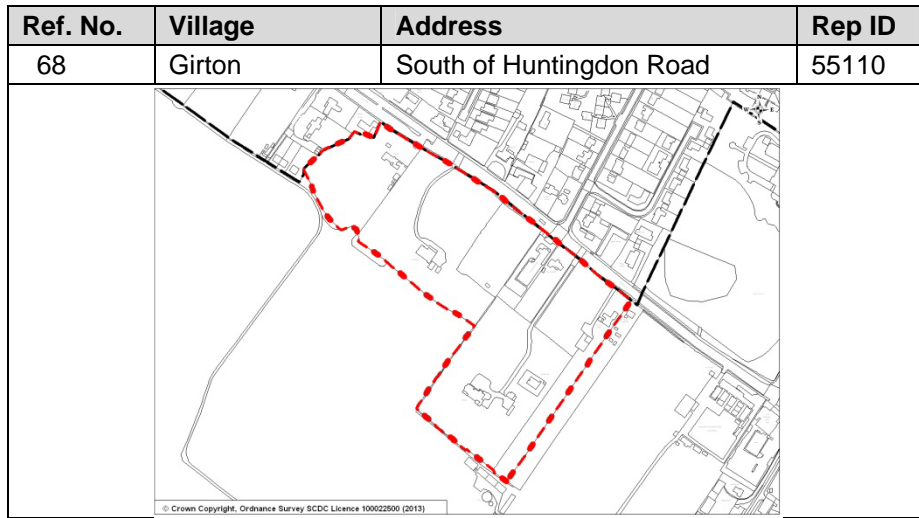 Ref. No. Village Address Rep ID
68 Girton South of Huntingdon Road 55110
© Crown Copyright, Ordnance Survey SCDC Licence 100022500 (2013)